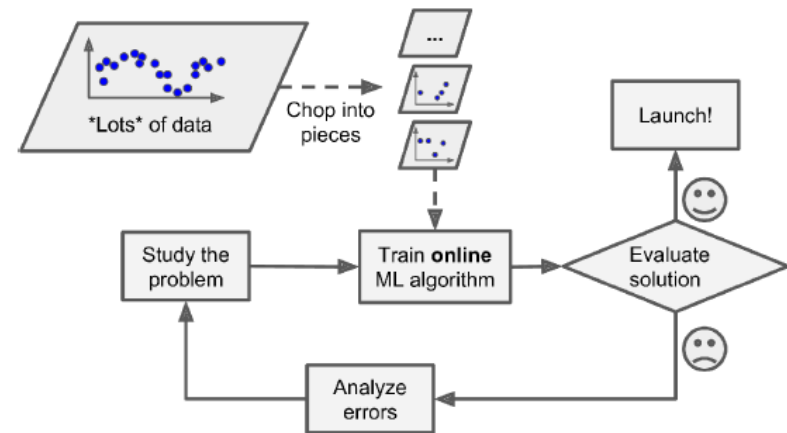 *Lots* of data
Chop into
pieces
...
Launch!
Study the
problem
Train online
ML algorithm
Evaluate
solution
Analyze
errors